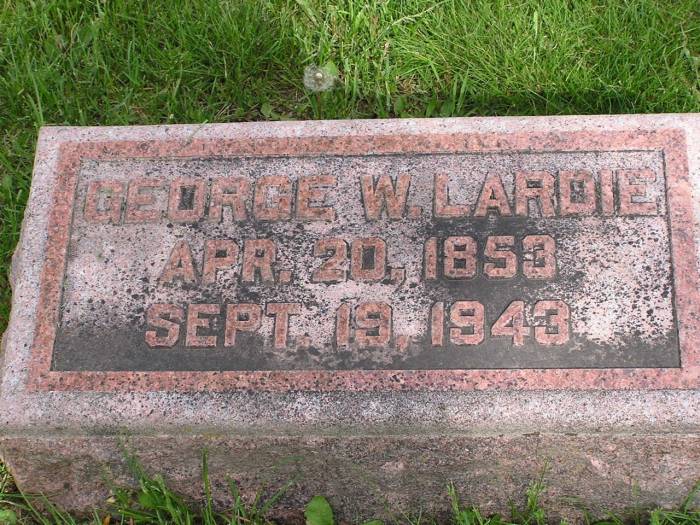 GEORGE W. LARDIE
APR. 20, 1853
SEPT. 19, 1943